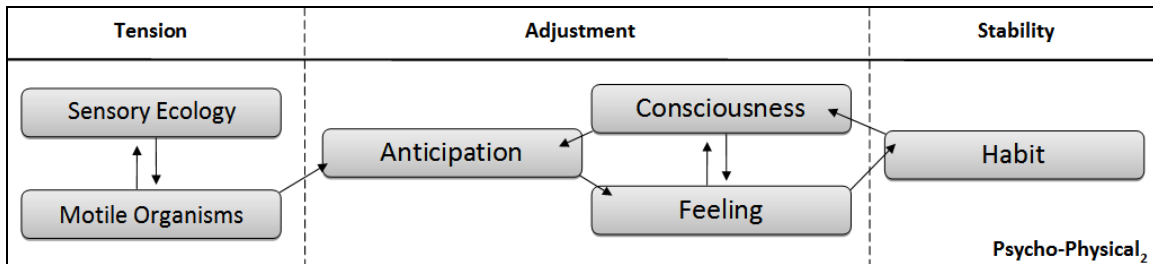 Tension
Adjustment
Stability
Sensory Ecology
Consciousness
Anticipation
Habit
Motile Organisms
Feeling
Psycho-Physical₂